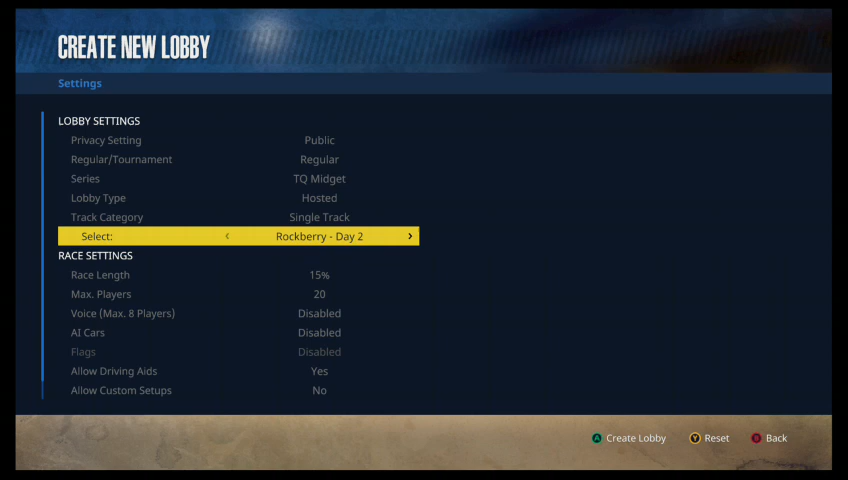 CREATE NEW LOBBY
Settings
LOBBY SETTINGS
Privacy Setting Public
Regular/Tournament Regular
Series TQ Midget
Lobby Type Hosted
Track Category Single Track
Select: ‹ Rockberry - Day 2 ›
RACE SETTINGS
Race Length 15%
Max. Players 20
Voice (Max. 8 Players) Disabled
AI Cars Disabled
Flags Disabled
Allow Driving Aids Yes
Allow Custom Setups No
A Create Lobby Y Reset B Back